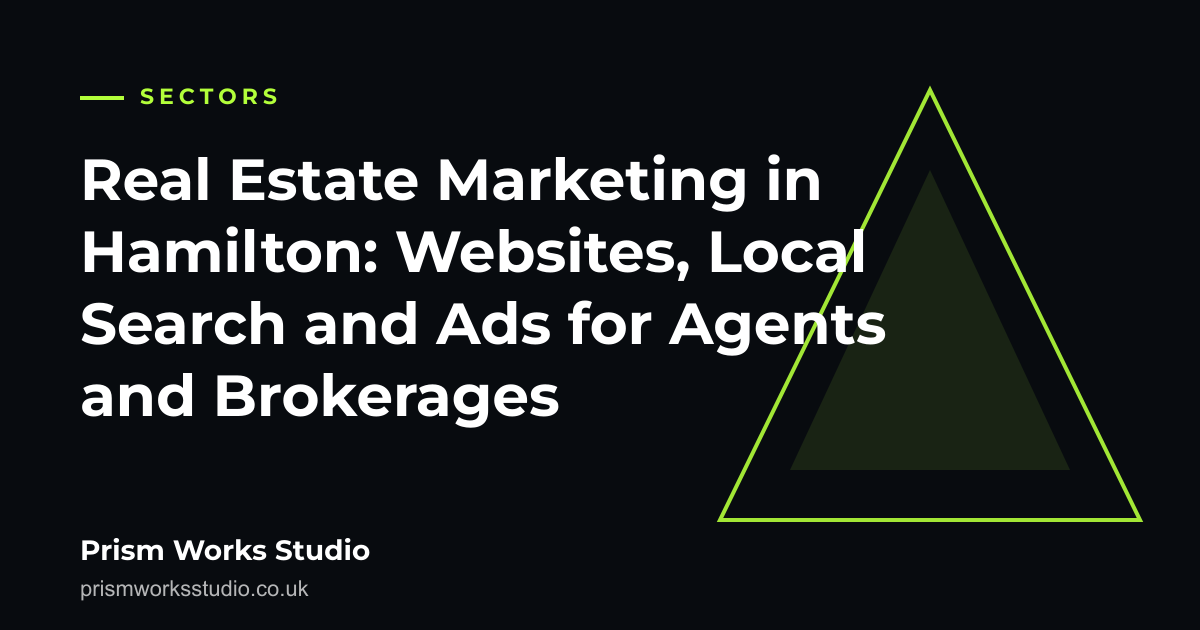 SECTORS
Real Estate Marketing in
Hamilton: Websites, Local
Search and Ads for Agents
and Brokerages
Prism Works Studio
prismworksstudio.co.uk